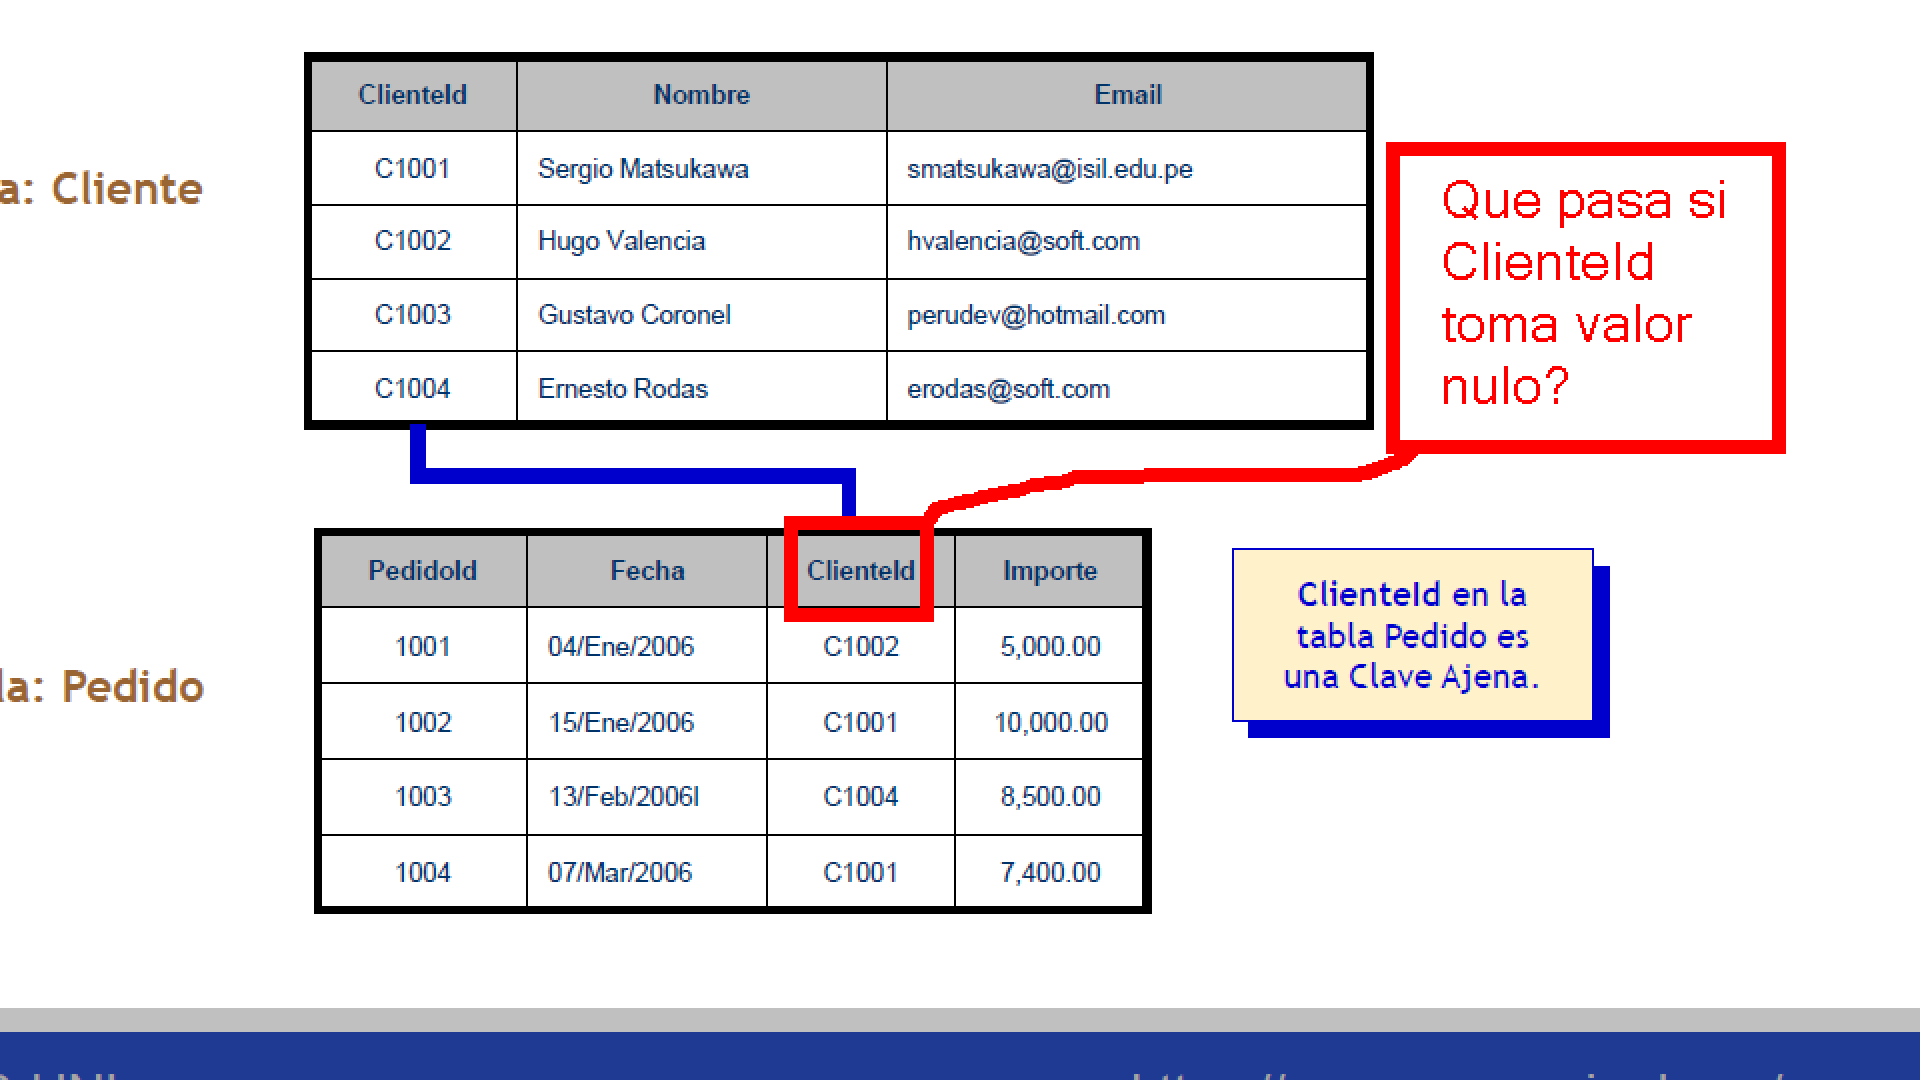 ClienteId Nombre Email
a: Cliente
C1001 Sergio Matsukawa smatsukawa@isil.edu.pe
C1002 Hugo Valencia hvalencia@soft.com
C1003 Gustavo Coronel perudev@hotmail.com
C1004 Ernesto Rodas erodas@soft.com
Que pasa si
ClienteId
toma valor
nulo?
PedidoId Fecha ClienteId Importe
la: Pedido
1001 04/Ene/2006 C1002 5,000.00
1002 15/Ene/2006 C1001 10,000.00
1003 13/Feb/2006l C1004 8,500.00
1004 07/Mar/2006 C1001 7,400.00
ClienteId en la
tabla Pedido es
una Clave Ajena.